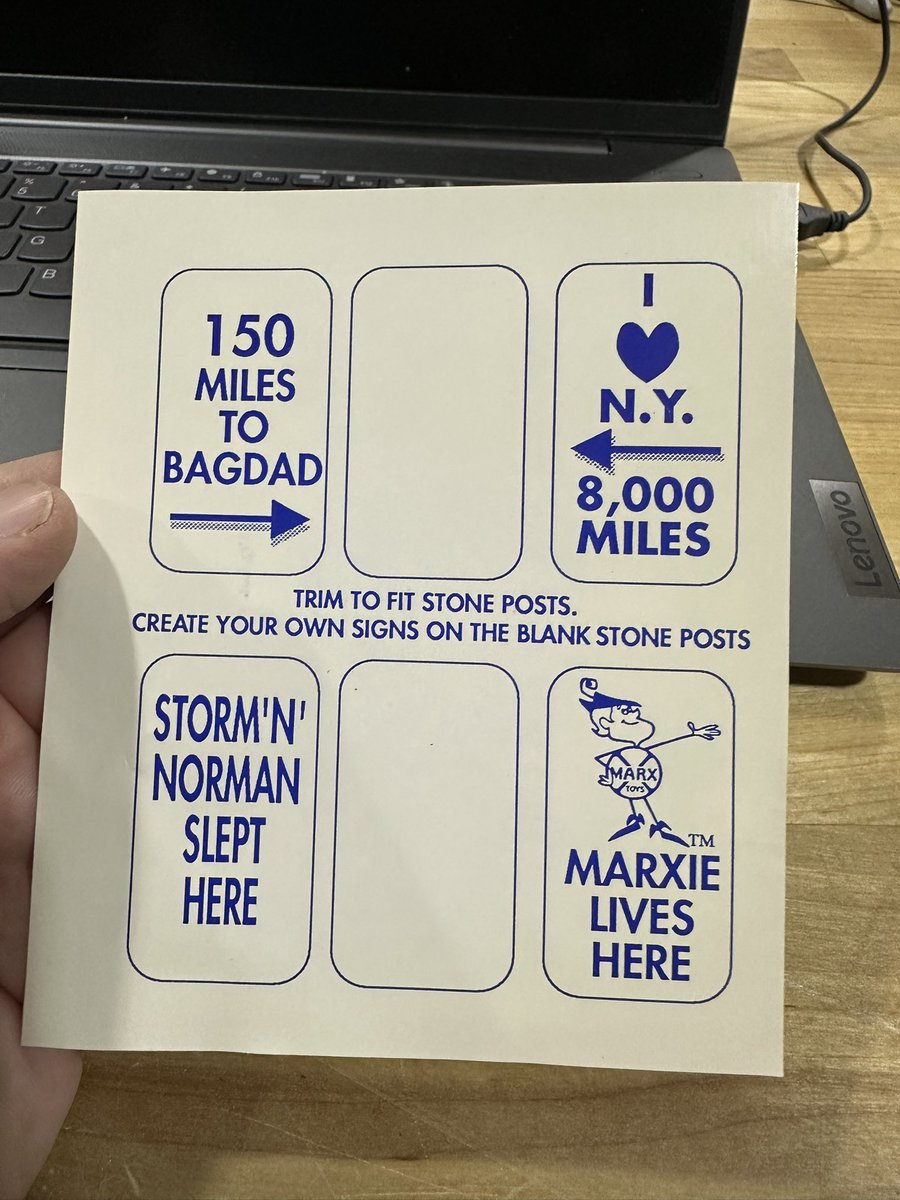 150
MILES
TO
BAGDAD
I
N.Y.
8,000
MILES
TRIM TO FIT STONE POSTS.
CREATE YOUR OWN SIGNS ON THE BLANK STONE POSTS
STORM'N'
NORMAN
SLEPT
HERE
MARX
TOYS
TM
MARXIE
LIVES
HERE
Lenovo
%
5
T
G
B